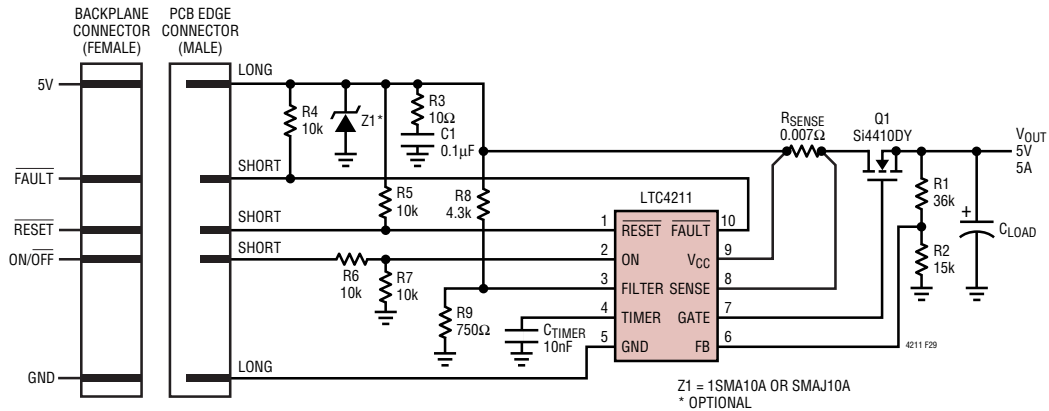 BACKPLANE
CONNECTOR
(FEMALE)
PCB EDGE
CONNECTOR
(MALE)
5V
FAULT
RESET
ON/OFF
GND
LONG
SHORT
SHORT
SHORT
LONG
R4
10k
Z1*
R3
10Ω
C1
0.1µF
R5
10k
R8
4.3k
R6
10k
R7
10k
R9
750Ω
CTIMER
10nF
LTC4211
1 RESET
2 ON
3 FILTER
4 TIMER
5 GND
FAULT 10
VCC 9
SENSE 8
GATE 7
FB 6
RSENSE
0.007Ω
Q1
Si4410DY
VOUT
5V
5A
R1
36k
R2
15k
+
CLOAD
4211 F29
Z1 = 1SMA10A OR SMAJ10A
* OPTIONAL